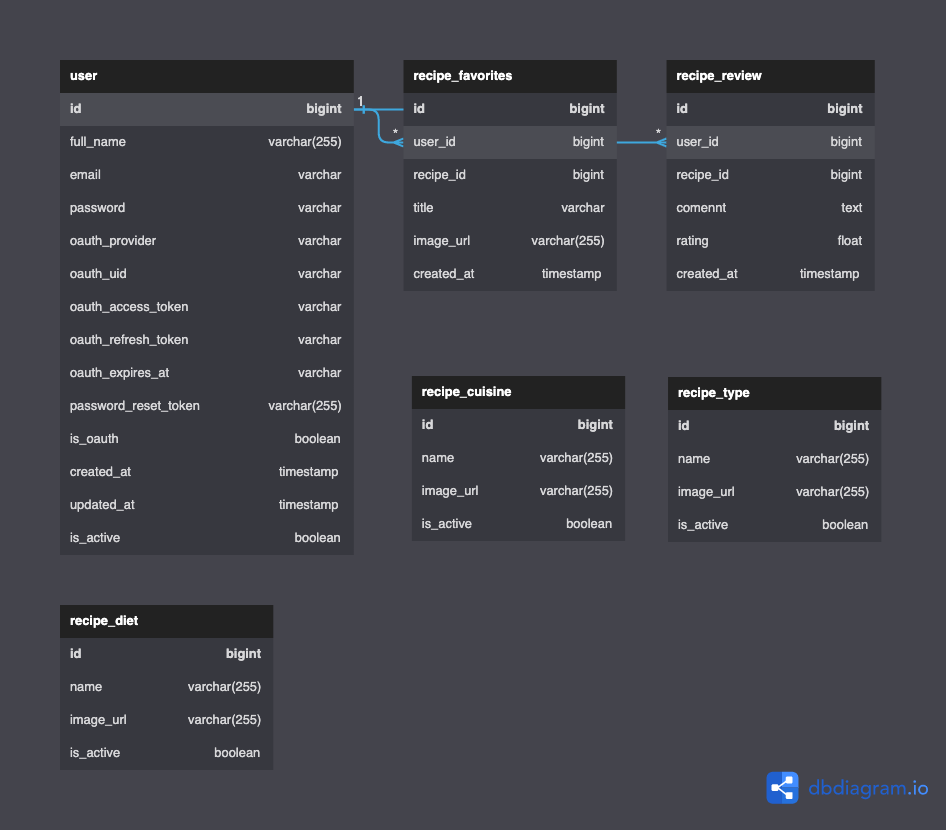 user
id bigint
full_name varchar(255)
email varchar
password varchar
oauth_provider varchar
oauth_uid varchar
oauth_access_token varchar
oauth_refresh_token varchar
oauth_expires_at varchar
password_reset_token varchar(255)
is_oauth boolean
created_at timestamp
updated_at timestamp
is_active boolean
1
*
recipe_favorites
id bigint
user_id bigint
recipe_id bigint
title varchar
image_url varchar(255)
created_at timestamp
*
recipe_review
id bigint
user_id bigint
recipe_id bigint
comennt text
rating float
created_at timestamp
recipe_cuisine
id bigint
name varchar(255)
image_url varchar(255)
is_active boolean
recipe_type
id bigint
name varchar(255)
image_url varchar(255)
is_active boolean
recipe_diet
id bigint
name varchar(255)
image_url varchar(255)
is_active boolean
dbdiagram.io